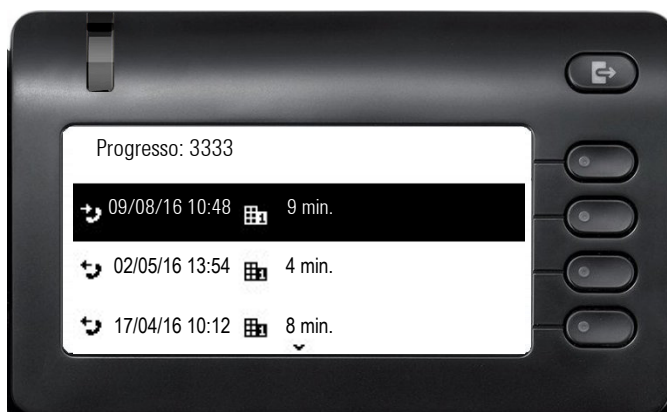 Progresso: 3333
09/08/16 10:48 9 min.
02/05/16 13:54 4 min.
17/04/16 10:12 8 min.